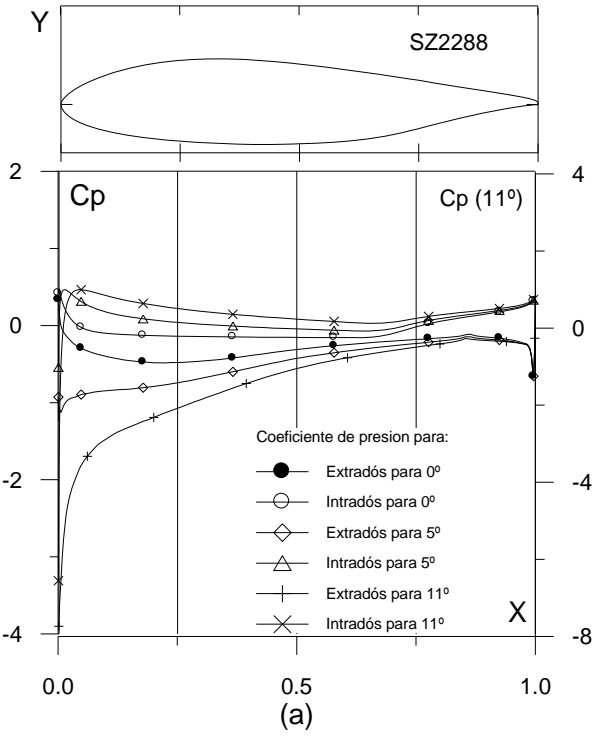 Y
SZ2288
2
Cp
Cp (11º)
4
0
0
Coeficiente de presion para:
Extradós para 0º
Intradós para 0º
-2
Extradós para 5º
-4
Intradós para 5º
Extradós para 11º
X
Intradós para 11º
-4
-8
0.0
0.5
1.0
(a)